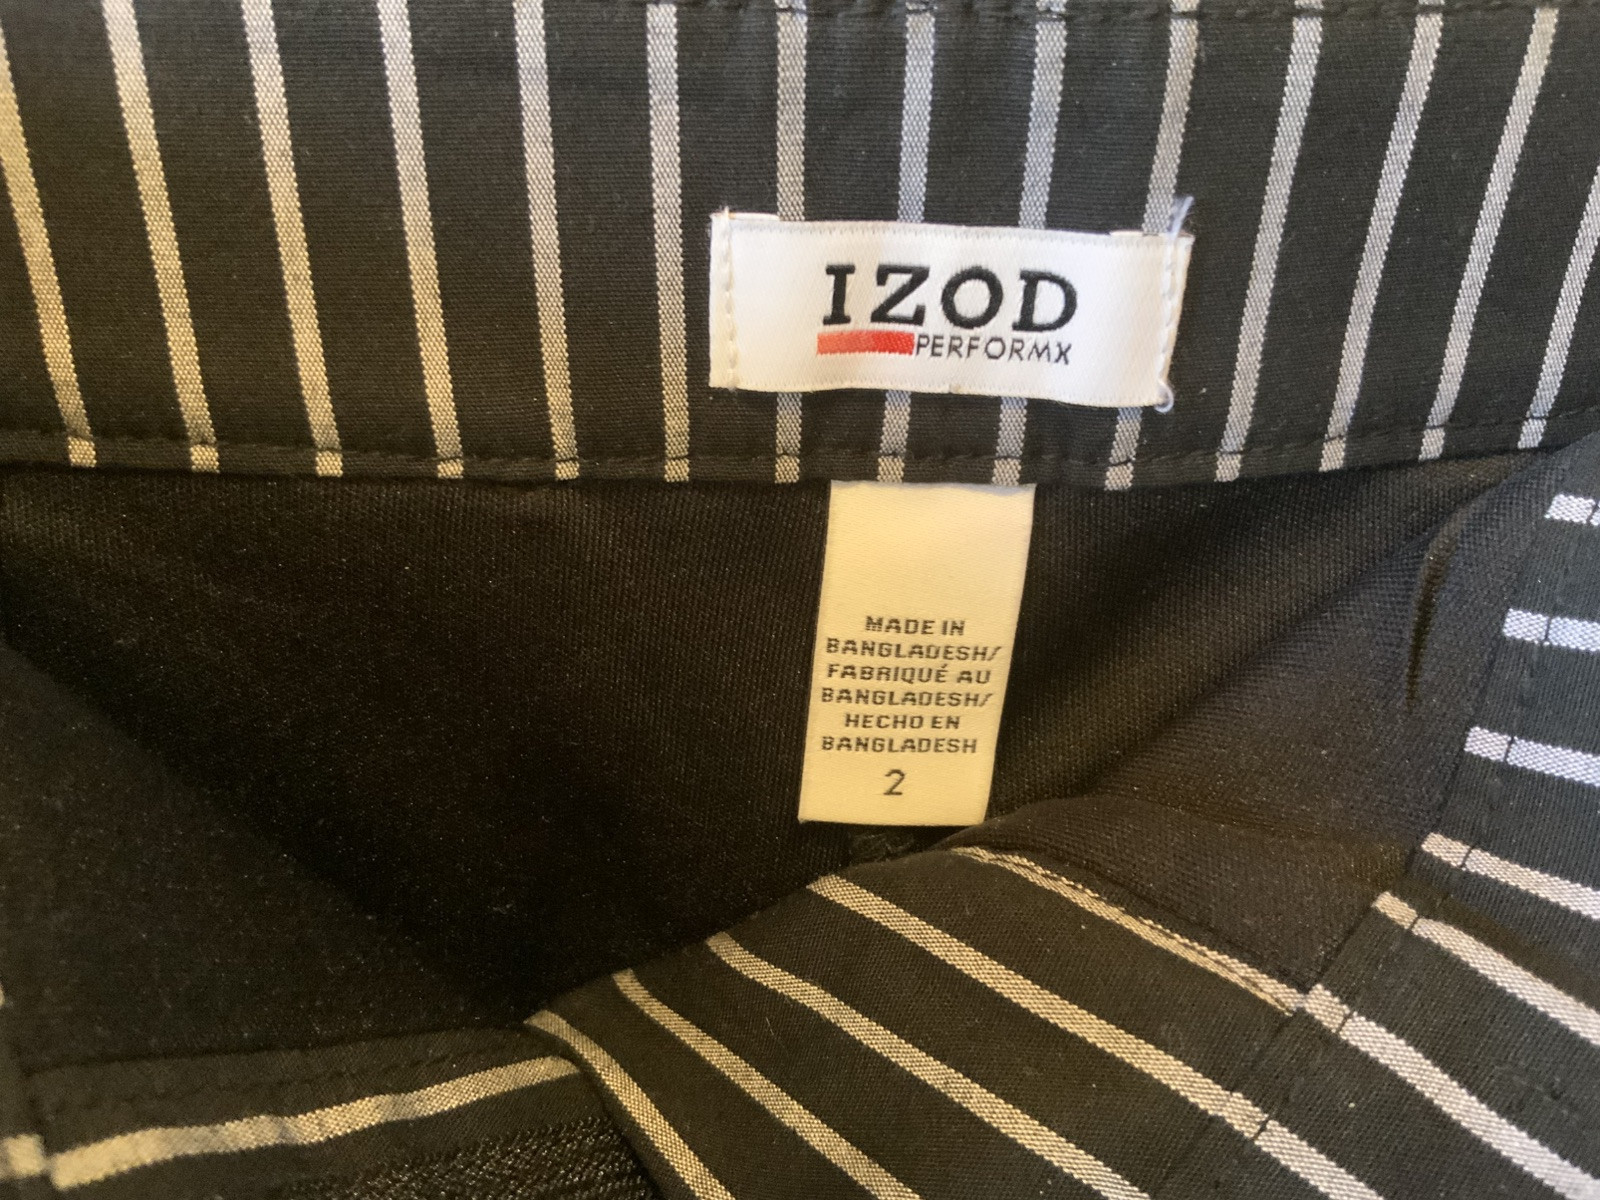 IZOD
PERFORMX
MADE IN
BANGLADESH/
FABRIQUÉ AU
BANGLADESH/
HECHO EN
BANGLADESH
2